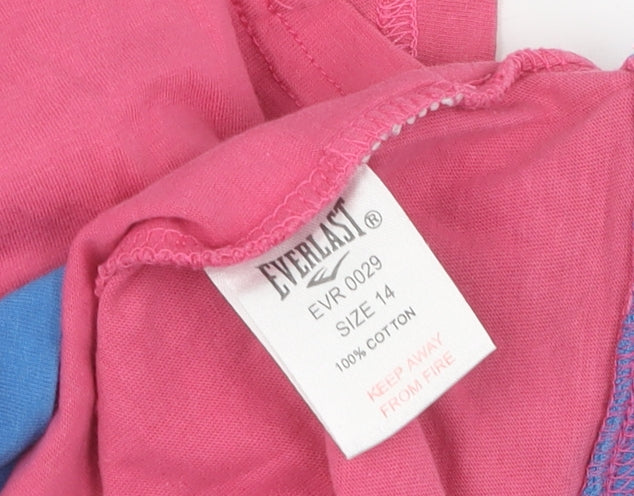 EVERLAST®
EVR 0029
SIZE 14
100% COTTON
KEEP AWAY
FROM FIRE